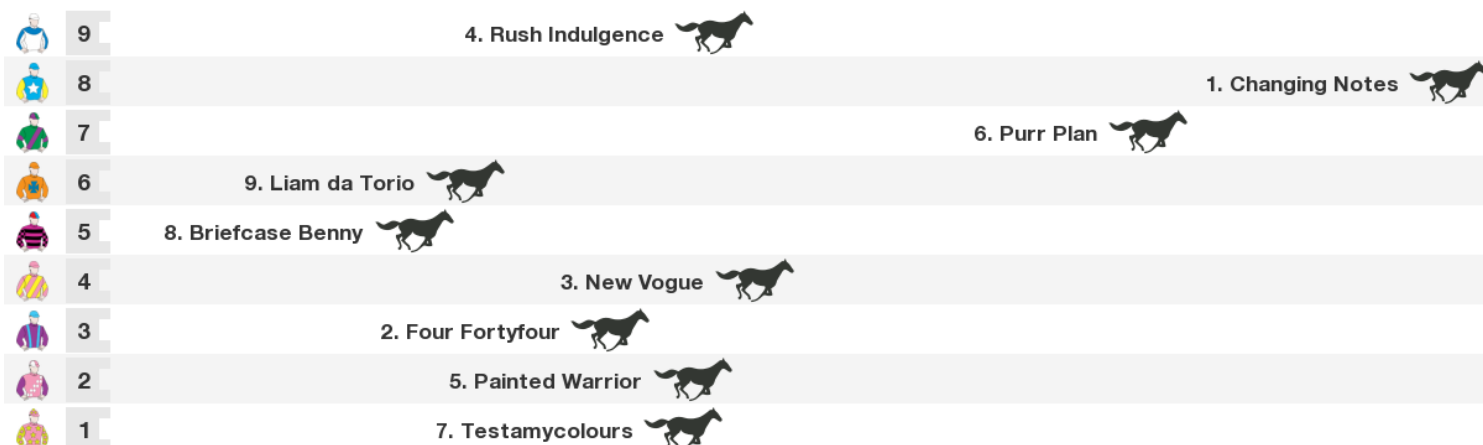 9 4. Rush Indulgence
8 1. Changing Notes
7 6. Purr Plan
6 9. Liam da Torio
5 8. Briefcase Benny
4 3. New Vogue
3 2. Four Fortyfour
2 5. Painted Warrior
1 7. Testamycolours